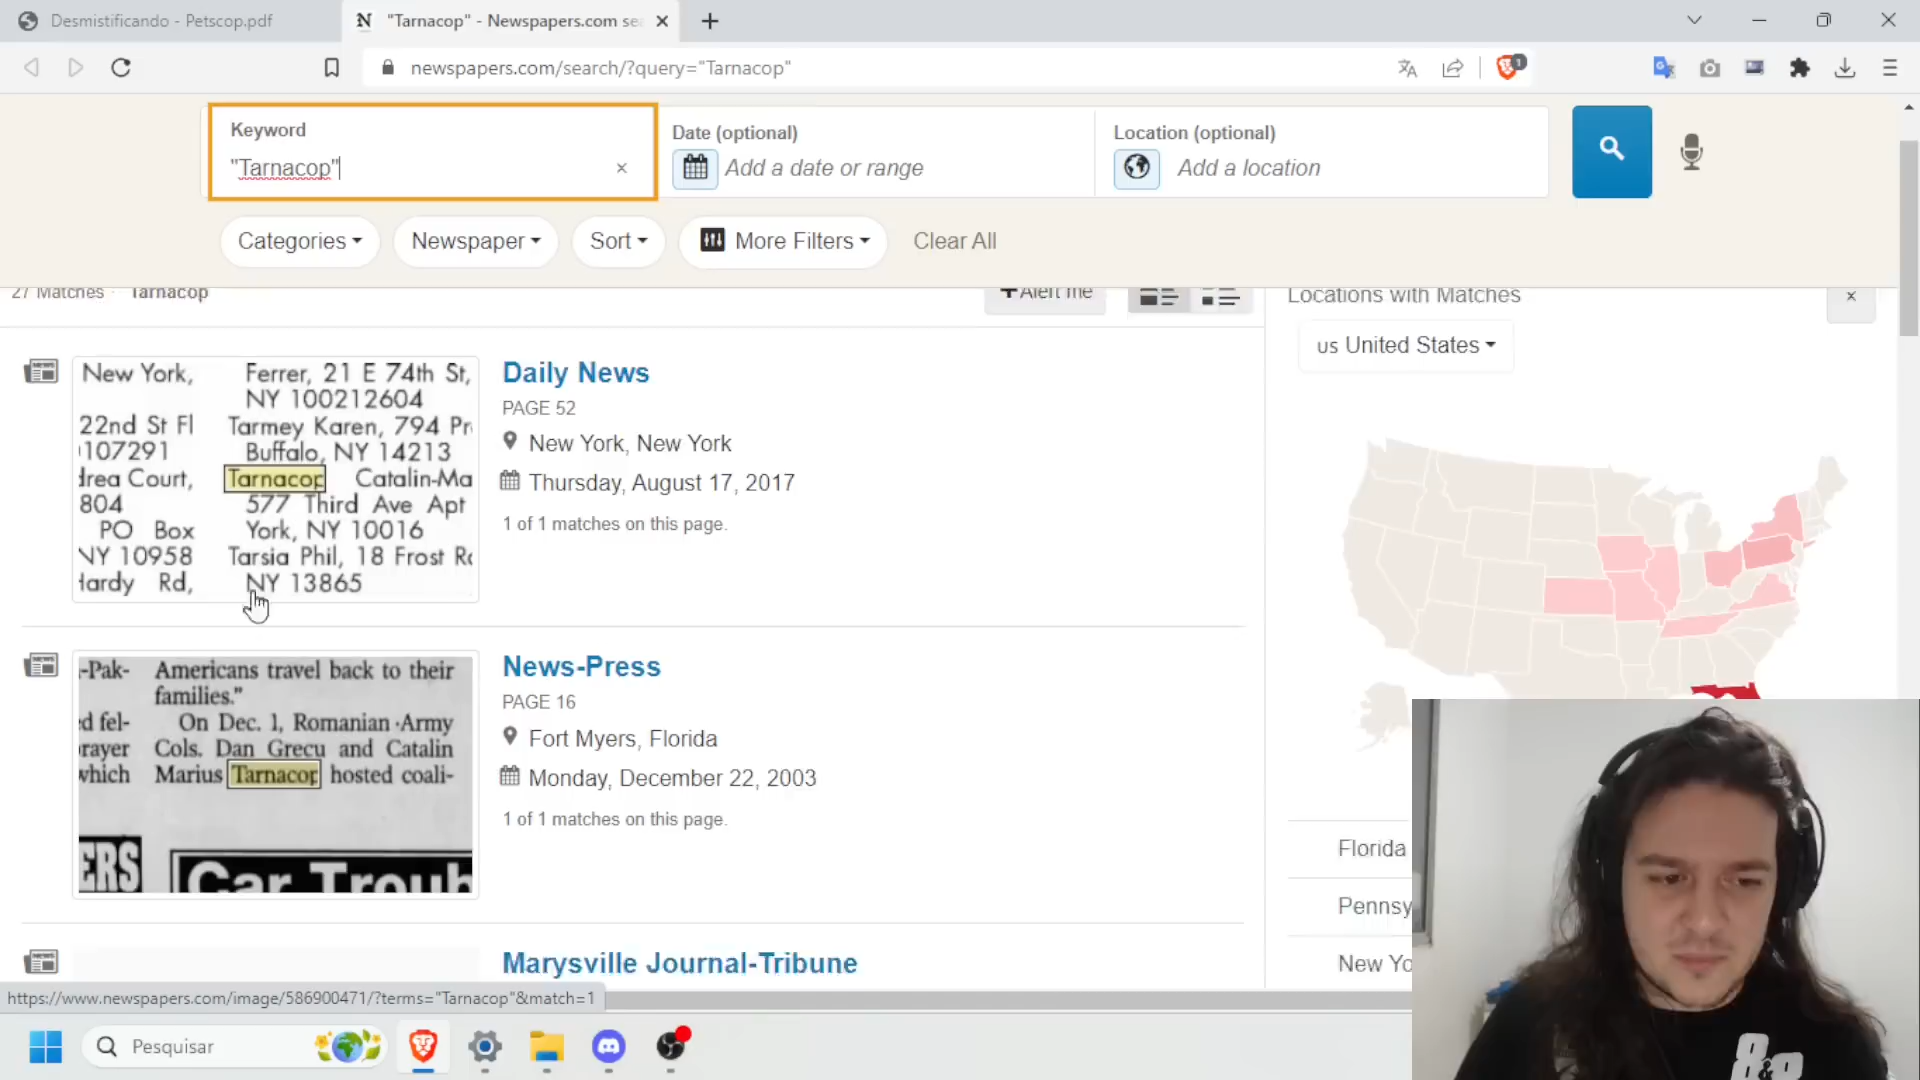 Desmistificando - Petscop.pdf
"Tarnacop" - Newspapers.com se
newspapers.com/search/?query="Tarnacop"
1
Keyword
"Tarnacop"
Date (optional)
Add a date or range
Location (optional)
Add a location
Categories
Newspaper
Sort
More Filters
Clear All
27 Matches
Tarnacop
+Alert me
Locations with Matches
us United States
New York,
22nd St Fl
107291
drea Court,
804
PO Box
NY 10958
Hardy Rd,
Ferrer, 21 E 74th St,
NY 100212604
Tarmey Karen, 794 Pr
Buffalo, NY 14213
Tarnacop Catalin-Ma
577 Third Ave Apt
York, NY 10016
Tarsia Phil, 18 Frost R
NY 13865
Daily News
PAGE 52
New York, New York
Thursday, August 17, 2017
1 of 1 matches on this page.
-Pak-
ed fel-
rayer
which
Americans travel back to their
families."
On Dec. 1, Romanian Army
Cols. Dan Grecu and Catalin
Marius Tarnacop hosted coali-
ERS
Car Troub
News-Press
PAGE 16
Fort Myers, Florida
Monday, December 22, 2003
1 of 1 matches on this page.
Marysville Journal-Tribune
Florida
Pennsy
New Yo
https://www.newspapers.com/image/586900471/?terms="Tarnacop"&match=1
Pesquisar